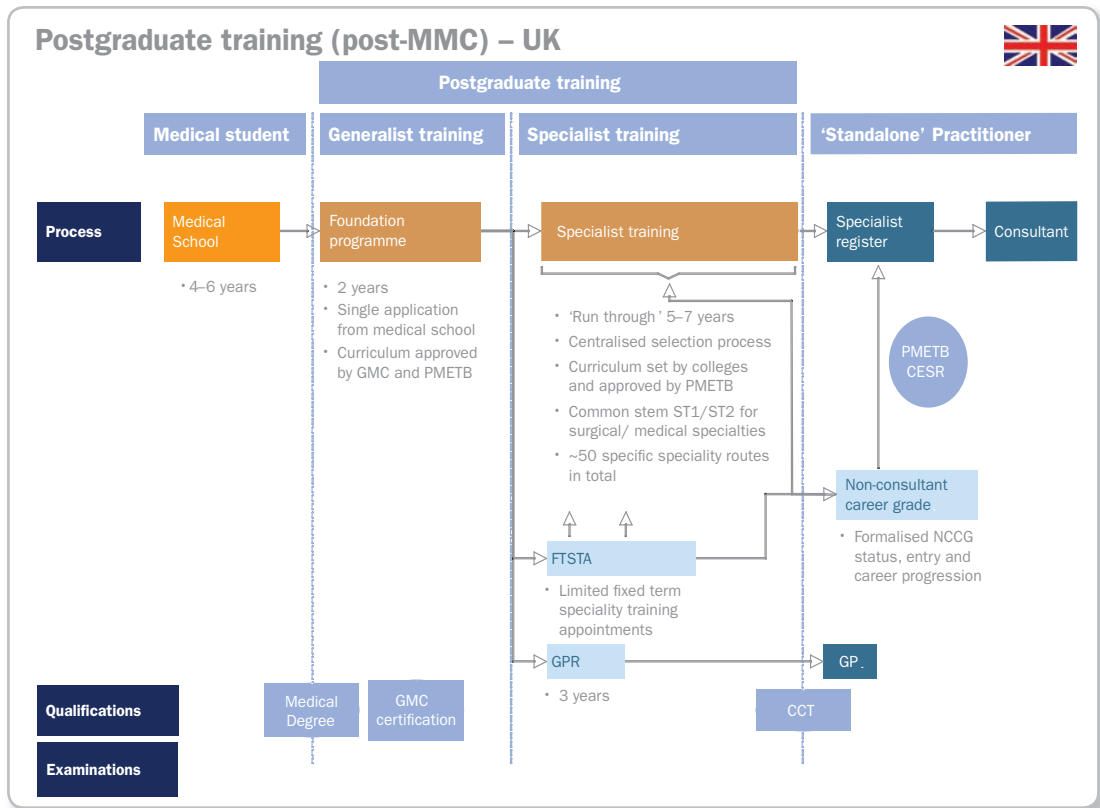 Postgraduate training (post-MMC) – UK
Postgraduate training
Medical student
Generalist training
Specialist training
‘Standalone’ Practitioner
Process
Medical
School
Foundation
programme
Specialist training
Specialist
register
Consultant
• 4–6 years
• 2 years
• Single application
from medical school
• Curriculum approved
by GMC and PMETB
• ‘Run through’ 5–7 years
• Centralised selection process
• Curriculum set by colleges
and approved by PMETB
• Common stem ST1/ST2 for
surgical/ medical specialties
• ~50 specific speciality routes
in total
PMETB
CESR
Non-consultant
career grade
• Formalised NCCG
status, entry and
career progression
FTSTA
• Limited fixed term
speciality training
appointments
GPR
• 3 years
GP.
Qualifications
Medical
Degree
GMC
certification
CCT
Examinations